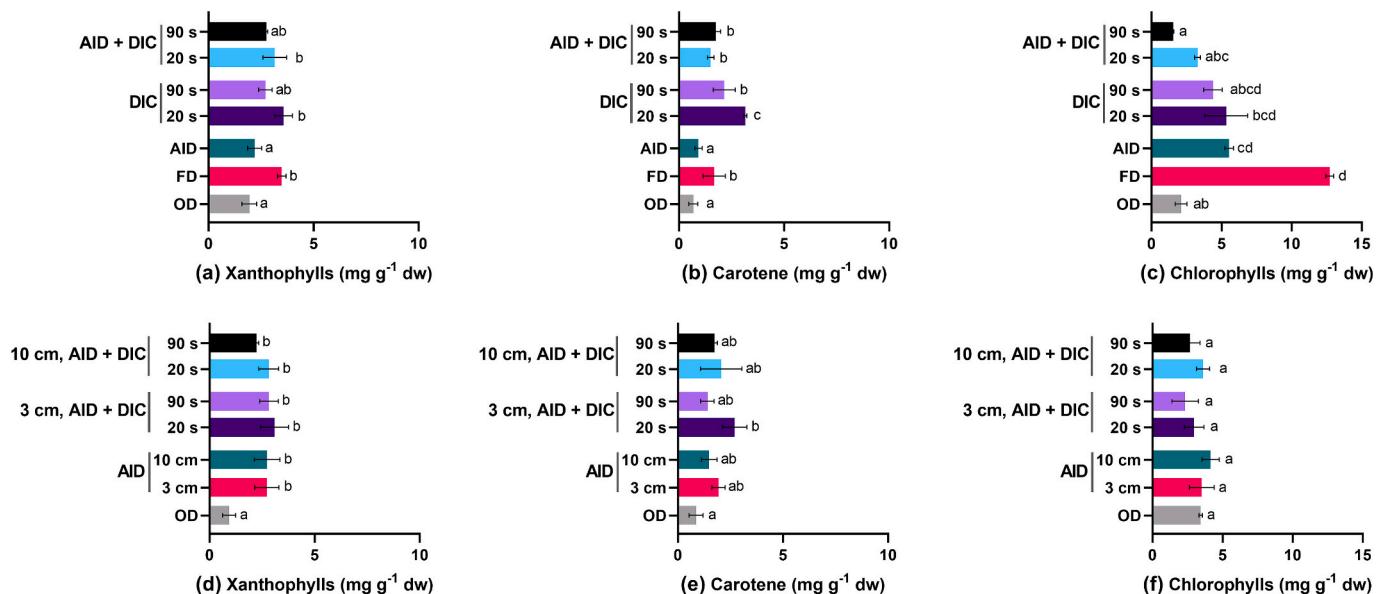 AID + DIC
90 s
ab
20 s
b
DIC
90 s
ab
20 s
b
AID
a
FD
b
OD
a
0
5
10
(a) Xanthophylls (mg g⁻¹ dw)
AID + DIC
90 s
b
20 s
b
DIC
90 s
b
20 s
c
AID
a
FD
b
OD
a
0
5
10
(b) Carotene (mg g⁻¹ dw)
AID + DIC
90 s
a
20 s
abc
DIC
90 s
abcd
20 s
bcd
AID
cd
FD
d
OD
ab
0
5
10
15
(c) Chlorophylls (mg g⁻¹ dw)
10 cm, AID + DIC
90 s
b
20 s
b
3 cm, AID + DIC
90 s
b
20 s
b
AID
10 cm
b
3 cm
b
OD
a
0
5
10
(d) Xanthophylls (mg g⁻¹ dw)
10 cm, AID + DIC
90 s
ab
20 s
ab
3 cm, AID + DIC
90 s
ab
20 s
b
AID
10 cm
ab
3 cm
ab
OD
a
0
5
10
(e) Carotene (mg g⁻¹ dw)
10 cm, AID + DIC
90 s
a
20 s
a
3 cm, AID + DIC
90 s
a
20 s
a
AID
10 cm
a
3 cm
a
OD
a
0
5
10
15
(f) Chlorophylls (mg g⁻¹ dw)